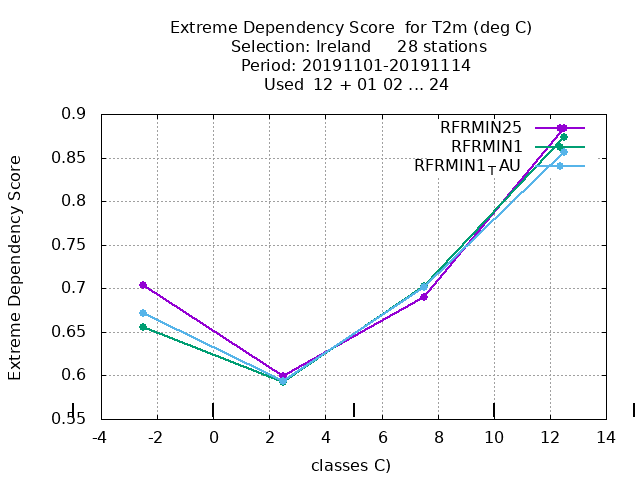 Extreme Dependency Score for T2m (deg C)
Selection: Ireland 28 stations
Period: 20191101-20191114
Used 12 + 01 02 ... 24
Extreme Dependency Score
0.9
0.85
0.8
0.75
0.7
0.65
0.6
0.55
RFRMIN25
RFRMIN1
RFRMIN1TAU
-4 -2 0 2 4 6 8 10 12 14
classes C)